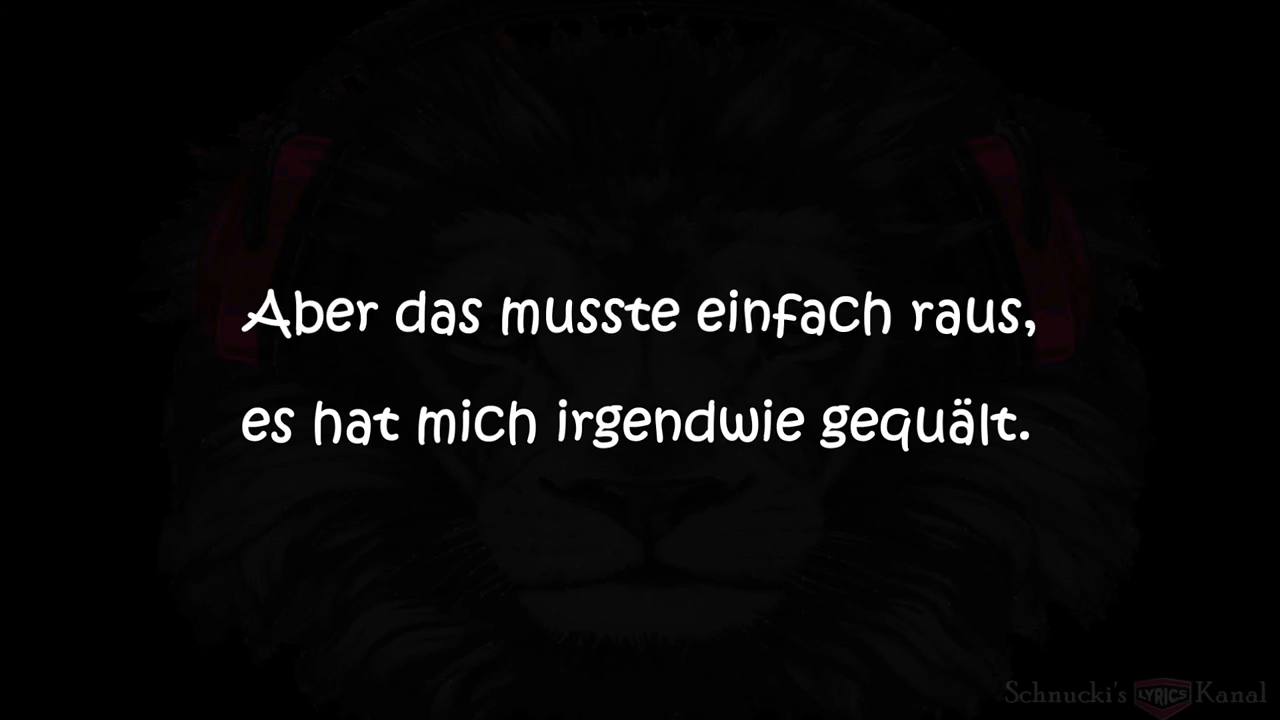 Aber das musste einfach raus,
es hat mich irgendwie gequält.
Schnucki's LYRICS Kanal